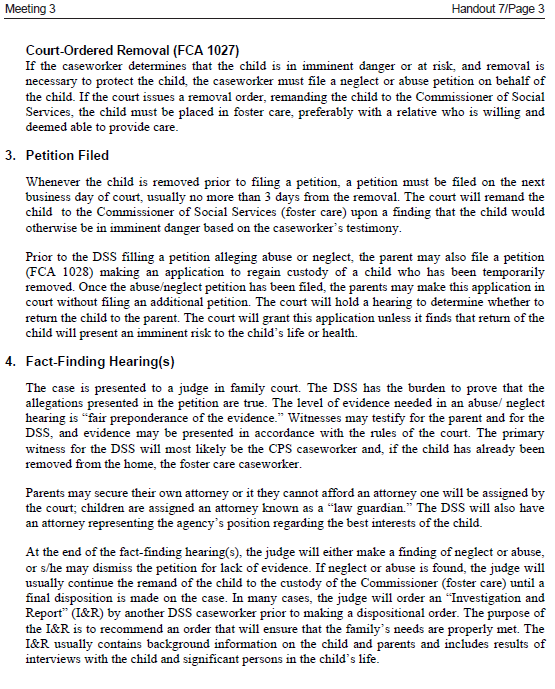 Meeting 3 Handout 7/Page 3
Court-Ordered Removal (FCA 1027)
If the caseworker determines that the child is in imminent danger or at risk, and removal is
necessary to protect the child, the caseworker must file a neglect or abuse petition on behalf of
the child. If the court issues a removal order, remanding the child to the Commissioner of Social
Services, the child must be placed in foster care, preferably with a relative who is willing and
deemed able to provide care.
3. Petition Filed
Whenever the child is removed prior to filing a petition, a petition must be filed on the next
business day of court, usually no more than 3 days from the removal. The court will remand the
child to the Commissioner of Social Services (foster care) upon a finding that the child would
otherwise be in imminent danger based on the caseworker's testimony.
Prior to the DSS filling a petition alleging abuse or neglect, the parent may also file a petition
(FCA 1028) making an application to regain custody of a child who has been temporarily
removed. Once the abuse/neglect petition has been filed, the parents may make this application in
court without filing an additional petition. The court will hold a hearing to determine whether to
return the child to the parent. The court will grant this application unless it finds that return of the
child will present an imminent risk to the child's life or health.
4. Fact-Finding Hearing(s)
The case is presented to a judge in family court. The DSS has the burden to prove that the
allegations presented in the petition are true. The level of evidence needed in an abuse/ neglect
hearing is “fair preponderance of the evidence.” Witnesses may testify for the parent and for the
DSS, and evidence may be presented in accordance with the rules of the court. The primary
witness for the DSS will most likely be the CPS caseworker and, if the child has already been
removed from the home, the foster care caseworker.
Parents may secure their own attorney or it they cannot afford an attorney one will be assigned by
the court; children are assigned an attorney known as a “law guardian.” The DSS will also have
an attorney representing the agency's position regarding the best interests of the child.
At the end of the fact-finding hearing(s), the judge will either make a finding of neglect or abuse,
or s/he may dismiss the petition for lack of evidence. If neglect or abuse is found, the judge will
usually continue the remand of the child to the custody of the Commissioner (foster care) until a
final disposition is made on the case. In many cases, the judge will order an “Investigation and
Report” (I&R) by another DSS caseworker prior to making a dispositional order. The purpose of
the I&R is to recommend an order that will ensure that the family's needs are properly met. The
I&R usually contains background information on the child and parents and includes results of
interviews with the child and significant persons in the child's life.